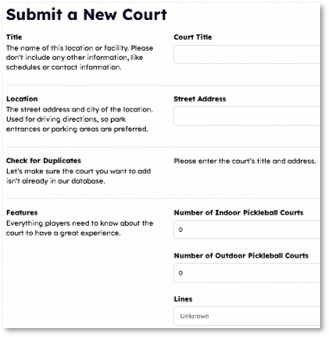 Submit a New Court
Title
The name of this location or facility. Please
don't include any other information, like
schedules or contact information.
Court Title
Location
The street address and city of the location.
Used for driving directions, so park
entrances or parking areas are preferred.
Street Address
Check for Duplicates
Let's make sure the court you want to add
isn't already in our database.
Please enter the court's title and address.
Features
Everything players need to know about the
court to have a great experience.
Number of Indoor Pickleball Courts
0
Number of Outdoor Pickleball Courts
0
Lines
Unknown